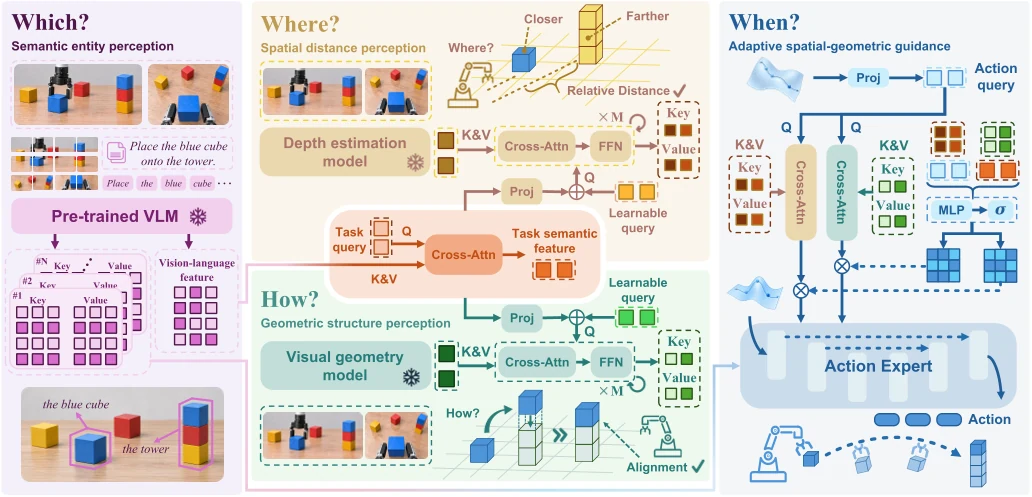 Which?
Semantic entity perception
Place the blue cube
onto the tower.
Place the blue cube ...
Pre-trained VLM
#N Key Value
#2 Key Value
#1 Key Value
Vision-language
feature
the blue cube
the tower
Where?
Spatial distance perception
Where?
Closer
Farther
Relative Distance
Depth estimation
model
K&V
Cross-Attn
FFN
×M
Key
Value
Q
Proj
Learnable
query
Task
query
Q
K&V
Cross-Attn
Task semantic
feature
How?
Geometric structure perception
Proj
Q
Learnable
query
Visual geometry
model
K&V
Cross-Attn
FFN
×M
Key
Value
How?
Alignment
When?
Adaptive spatial-geometric guidance
Proj
Action
query
Q
Q
K&V
Key
Value
Cross-Attn
Cross-Attn
K&V
Key
Value
MLP
σ
Action Expert
Action